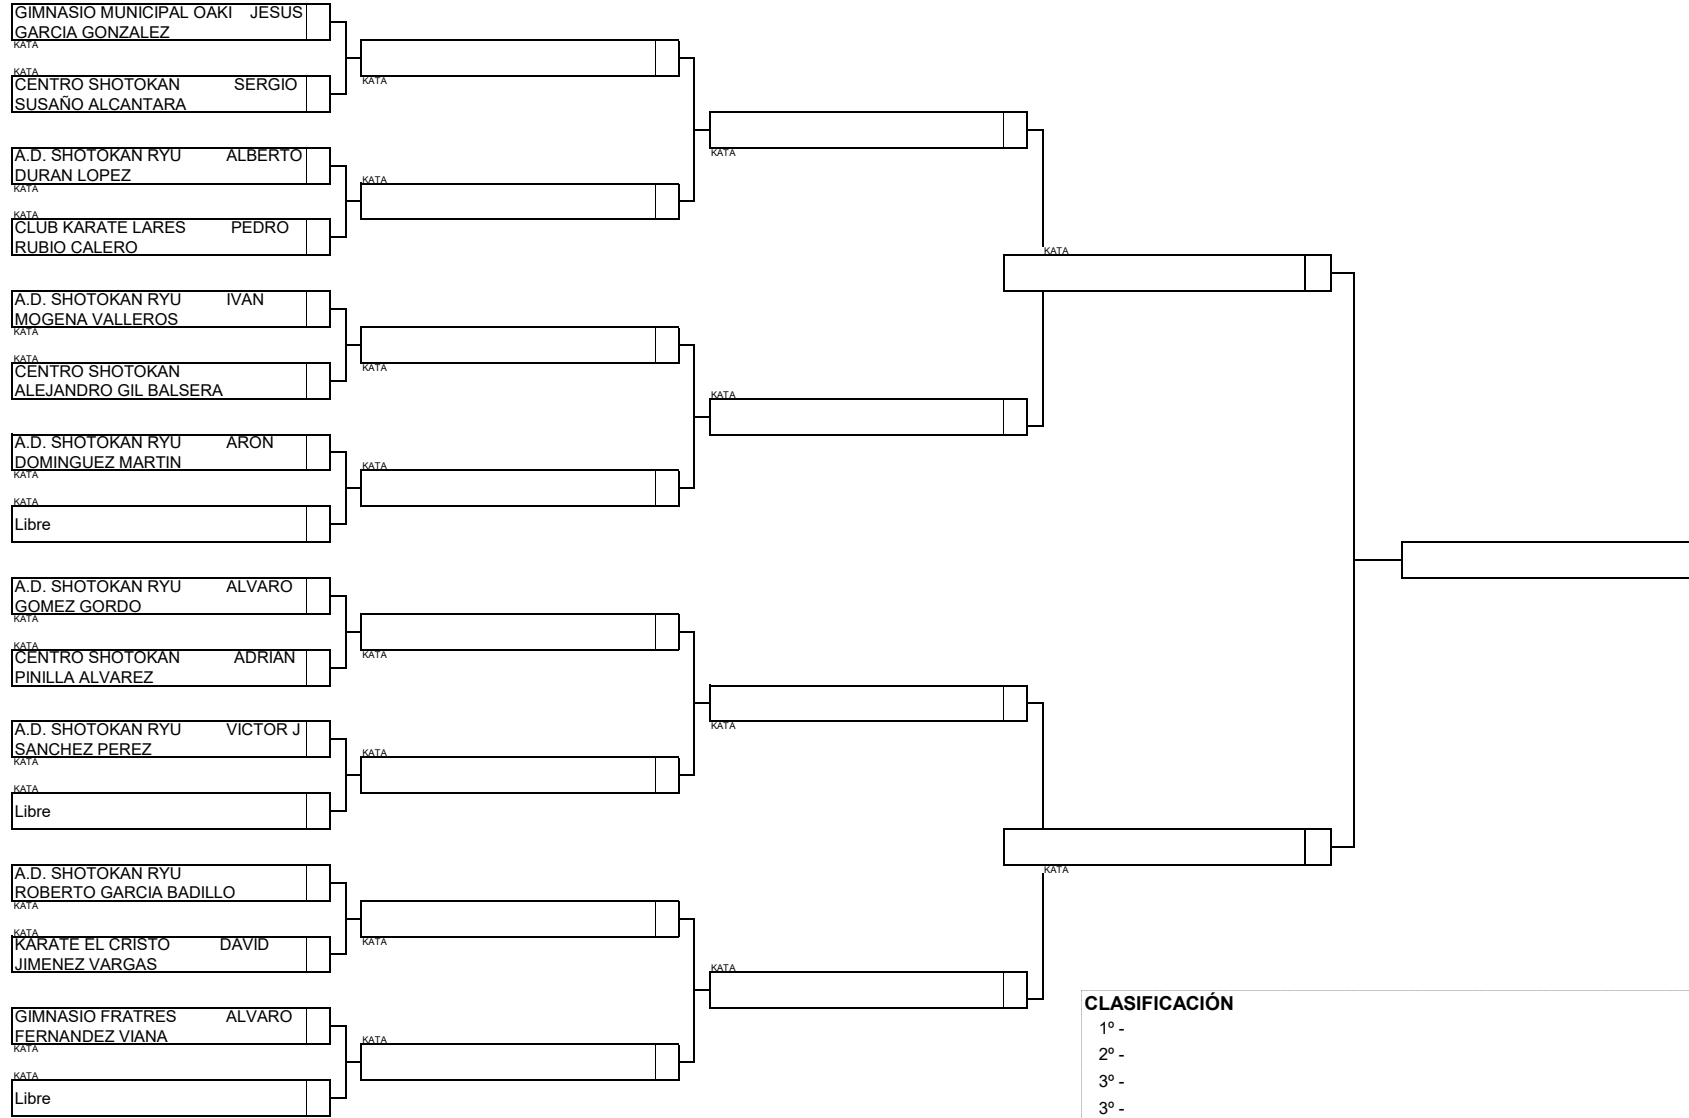 GIMNASIO MUNICIPAL OAKI JESUS
GARCIA GONZALEZ
KATA
KATA
CENTRO SHOTOKAN SERGIO
SUSAÑO ALCANTARA
A.D. SHOTOKAN RYU ALBERTO
DURAN LOPEZ
KATA
KATA
CLUB KARATE LARES PEDRO
RUBIO CALERO
A.D. SHOTOKAN RYU IVAN
MOGENA VALLEROS
KATA
KATA
CENTRO SHOTOKAN
ALEJANDRO GIL BALSERA
A.D. SHOTOKAN RYU ARON
DOMINGUEZ MARTIN
KATA
KATA
Libre
A.D. SHOTOKAN RYU ALVARO
GOMEZ GORDO
KATA
KATA
CENTRO SHOTOKAN ADRIAN
PINILLA ALVAREZ
A.D. SHOTOKAN RYU VICTOR J
SANCHEZ PEREZ
KATA
KATA
Libre
A.D. SHOTOKAN RYU
ROBERTO GARCIA BADILLO
KATA
KATA
KARATE EL CRISTO DAVID
JIMENEZ VARGAS
GIMNASIO FRATRES ALVARO
FERNANDEZ VIANA
KATA
KATA
Libre
KATA
KATA
KATA
KATA
KATA
KATA
KATA
KATA
KATA
KATA
KATA
KATA
KATA
KATA
CLASIFICACIÓN
1º -
2º -
3º -
3º -